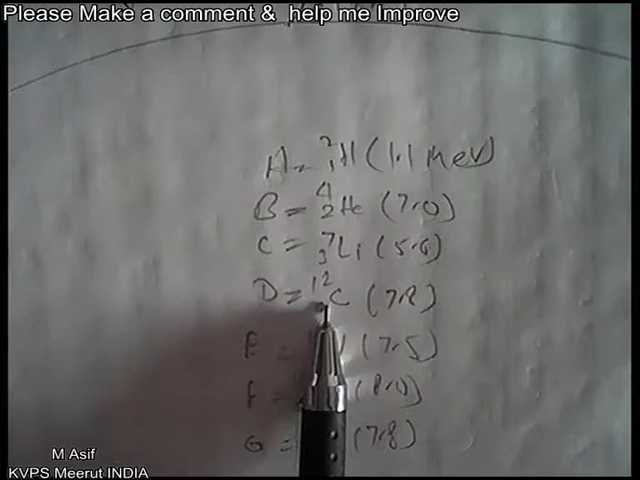 Please Make a comment & help me Improve
A = ²₁H (1.1 MeV)
B = ⁴₂He (7.0)
C = ⁷₃Li (5.6)
D = ¹²C (7.8)
E = (7.5)
F = (8.0)
G = (7.8)
M Asif
KVPS Meerut INDIA